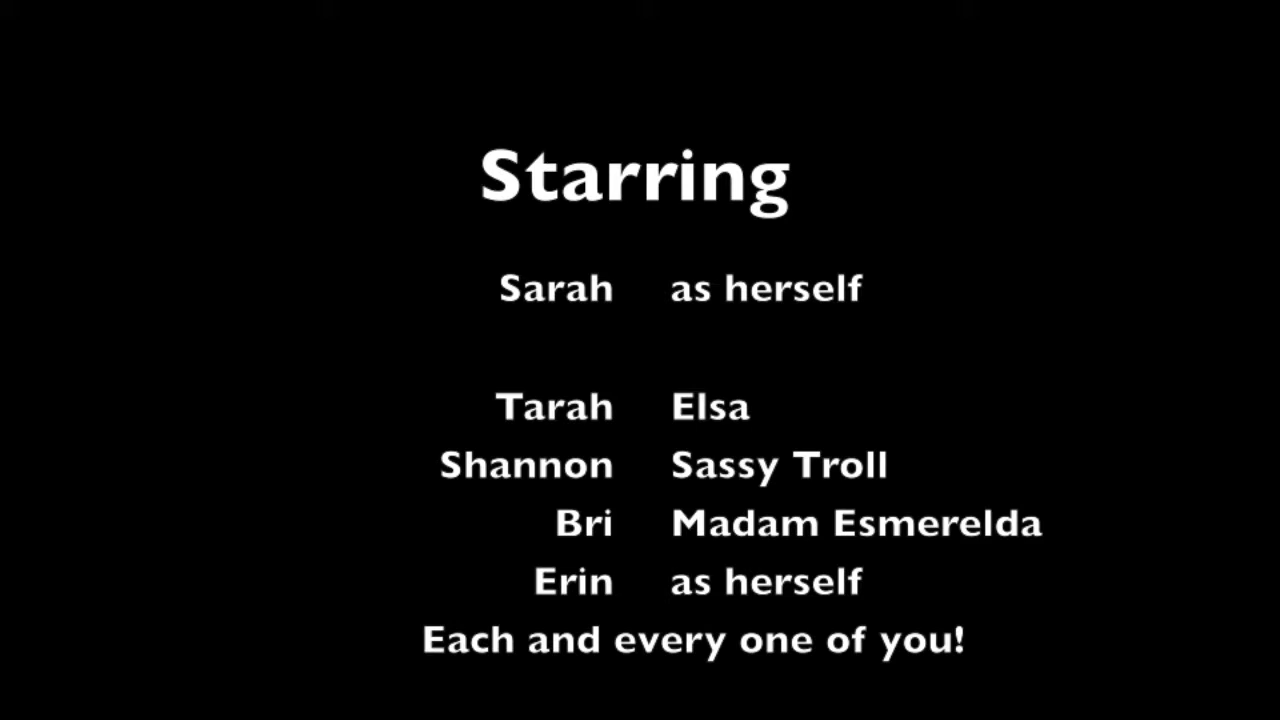 Starring
Sarah as herself
Tarah Elsa
Shannon Sassy Troll
Bri Madam Esmerelda
Erin as herself
Each and every one of you!